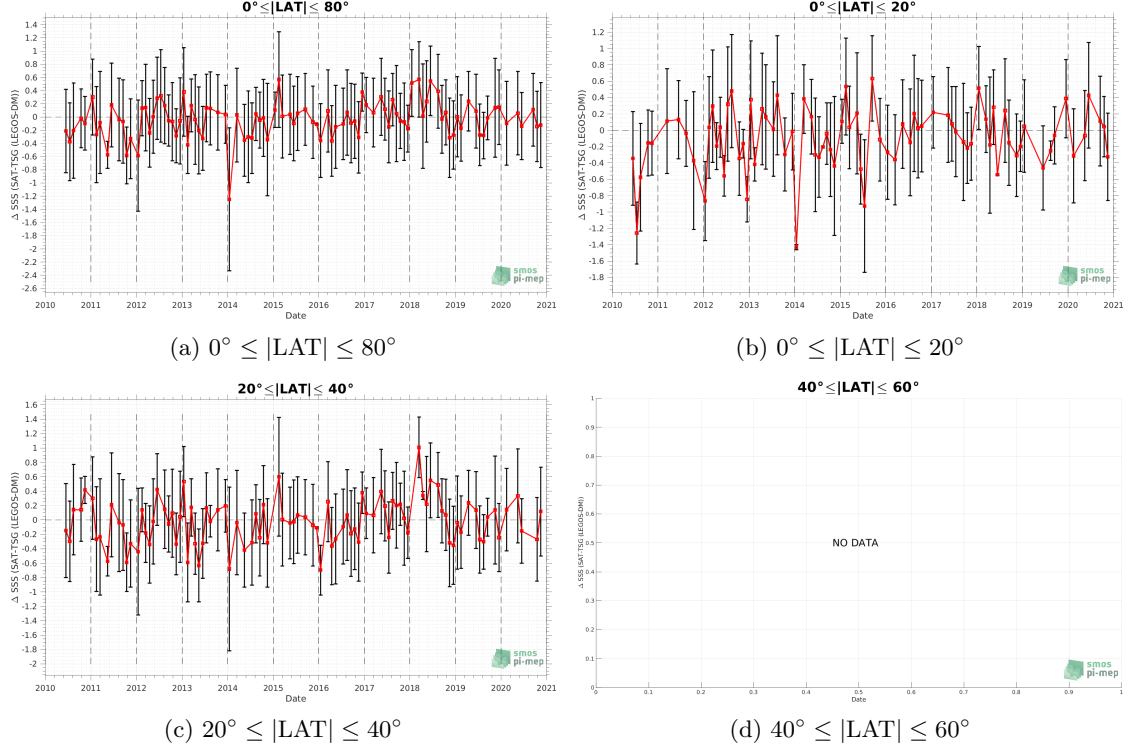 0°≤|LAT|≤ 80°
Δ SSS (SAT-TSG (LEGOS-DM))
1.4
1.2
1
0.8
0.6
0.4
0.2
0
-0.2
-0.4
-0.6
-0.8
-1
-1.2
-1.4
-1.6
-1.8
-2
-2.2
-2.4
-2.6
2010 2011 2012 2013 2014 2015 2016 2017 2018 2019 2020 2021
Date
smos
pi-mep
(a) 0° ≤ |LAT| ≤ 80°
0°≤|LAT|≤ 20°
Δ SSS (SAT-TSG (LEGOS-DM))
1.2
1
0.8
0.6
0.4
0.2
0
-0.2
-0.4
-0.6
-0.8
-1
-1.2
-1.4
-1.6
-1.8
2010 2011 2012 2013 2014 2015 2016 2017 2018 2019 2020 2021
Date
smos
pi-mep
(b) 0° ≤ |LAT| ≤ 20°
20°≤|LAT|≤ 40°
Δ SSS (SAT-TSG (LEGOS-DM))
1.6
1.4
1.2
1
0.8
0.6
0.4
0.2
0
-0.2
-0.4
-0.6
-0.8
-1
-1.2
-1.4
-1.6
-1.8
-2
2010 2011 2012 2013 2014 2015 2016 2017 2018 2019 2020 2021
Date
smos
pi-mep
(c) 20° ≤ |LAT| ≤ 40°
40°≤|LAT|≤ 60°
Δ SSS (SAT-TSG (LEGOS-DM))
1
0.9
0.8
0.7
0.6
0.5
0.4
0.3
0.2
0.1
0
NO DATA
0 0.1 0.2 0.3 0.4 0.5 0.6 0.7 0.8 0.9 1
Date
smos
pi-mep
(d) 40° ≤ |LAT| ≤ 60°